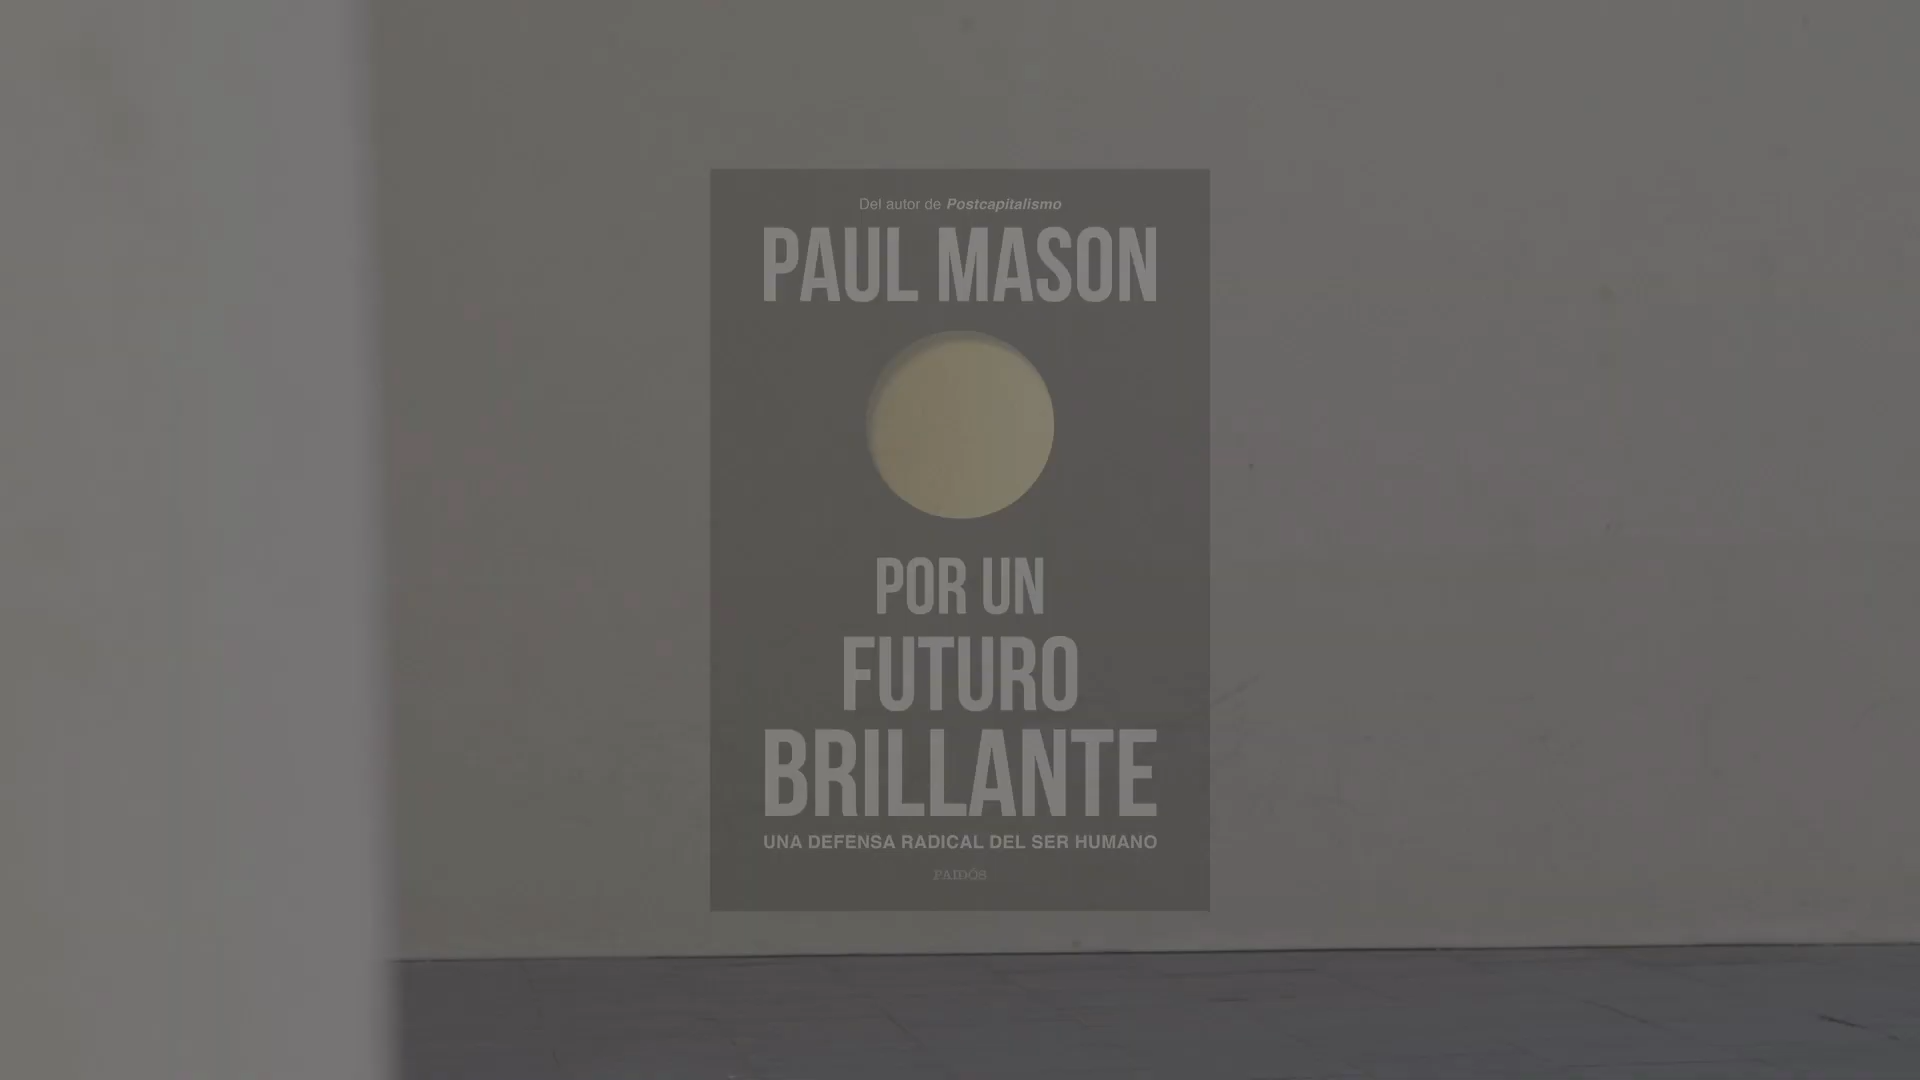 Del autor de Postcapitalismo
PAUL MASON
POR UN
FUTURO
BRILLANTE
UNA DEFENSA RADICAL DEL SER HUMANO
PAIDÓS